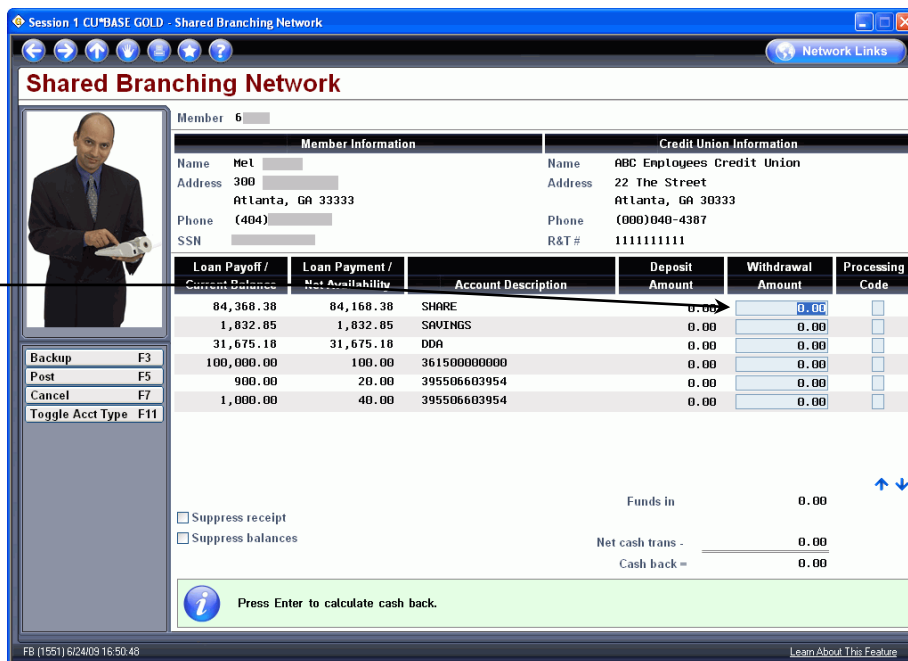 Session 1 CU*BASE GOLD - Shared Branching Network
Network Links
Shared Branching Network
Member 6
Member Information Credit Union Information
Name Mel Name ABC Employees Credit Union
Address 300 Address 22 The Street
Atlanta, GA 33333 Atlanta, GA 30333
Phone (404) Phone (000)040-4387
SSN R&T # 1111111111
Loan Payoff / Loan Payment / Deposit Withdrawal Processing
Current Balance Net Availability Account Description Amount Amount Code
84,368.38 84,168.38 SHARE 0.00 0.00
1,832.85 1,832.85 SAVINGS 0.00 0.00
31,675.18 31,675.18 DDA 0.00 0.00
100,000.00 100.00 361500000000 0.00 0.00
900.00 20.00 395506603954 0.00 0.00
1,000.00 40.00 395506603954 0.00 0.00
Backup F3
Post F5
Cancel F7
Toggle Acct Type F11
Funds in 0.00
Suppress receipt
Suppress balances
Net cash trans - 0.00
Cash back = 0.00
Press Enter to calculate cash back.
FB (1551) 6/24/09 16:50:48 Learn About This Feature